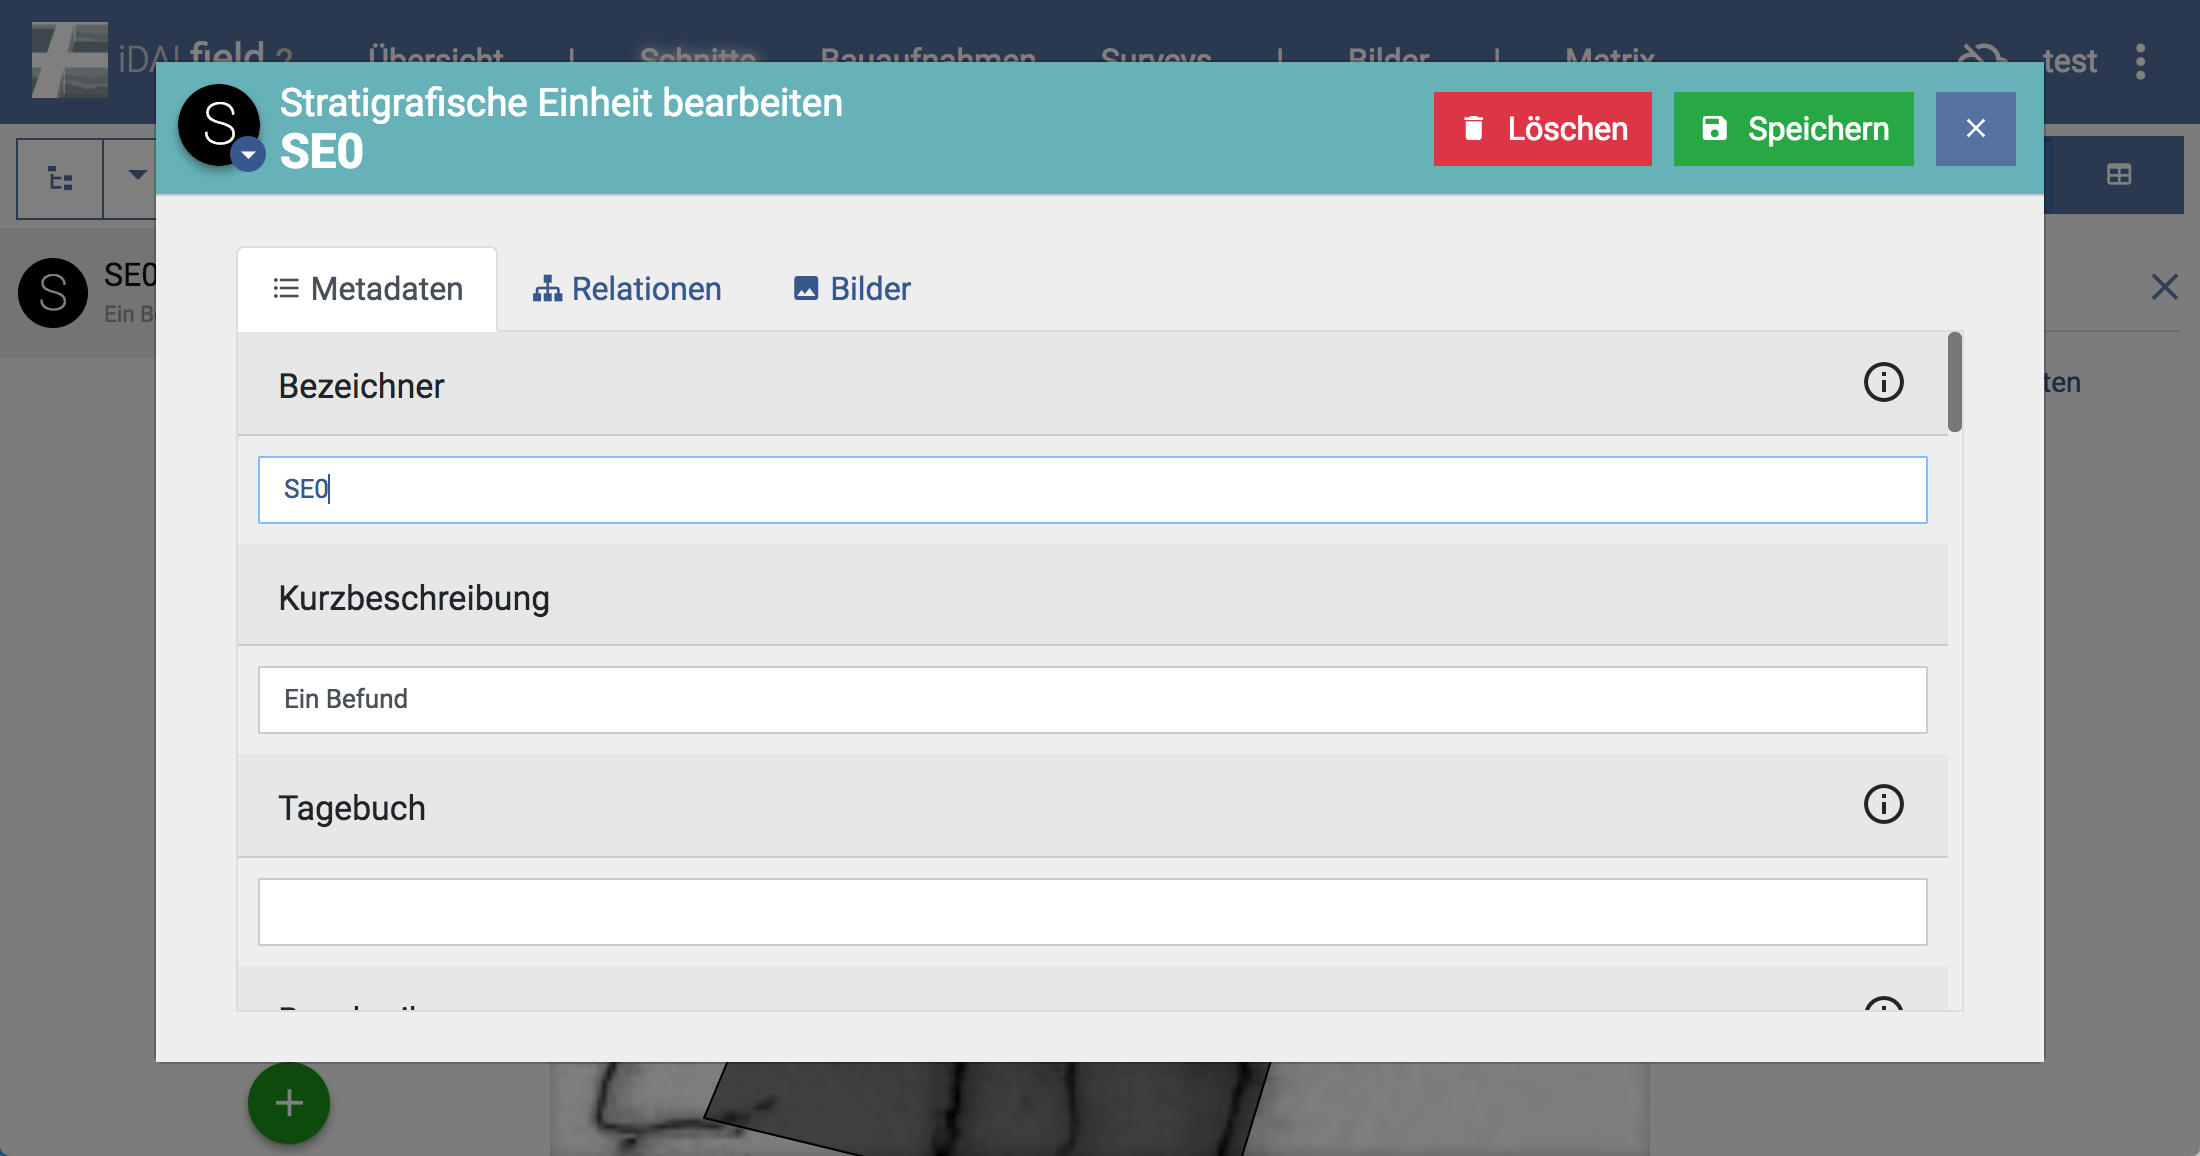 iDAI.field 2 Übersicht | Schnitte Bauaufnahmen Surveys | Bilder | Matrix test
Stratigrafische Einheit bearbeiten
SE0
Löschen
Speichern
S
S
SE0
Ein Be
Metadaten
Relationen
Bilder
Bezeichner
SE0
ten
Kurzbeschreibung
Ein Befund
Tagebuch